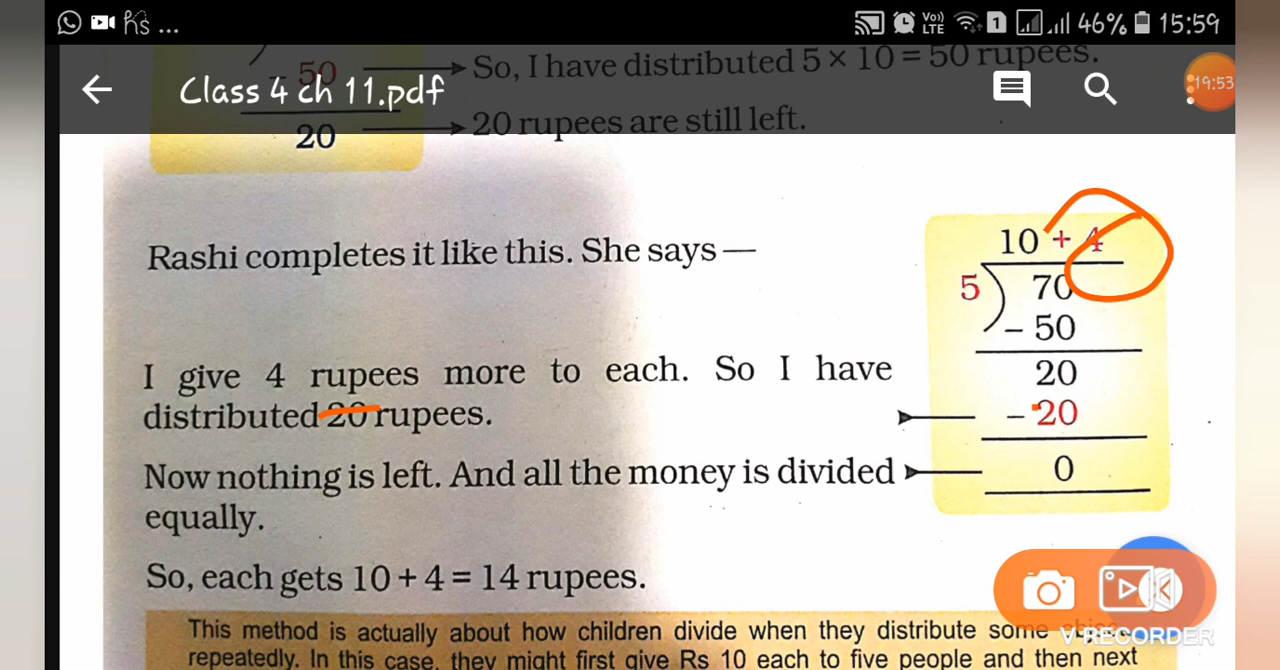 hs ...
Vo))
LTE
1
46% 15:59
- 50 So, I have distributed 5 × 10 = 50 rupees.
Class 4 ch 11.pdf
19:53
20 20 rupees are still left.
Rashi completes it like this. She says —
10 + 4
5 ) 70
- 50
20
I give 4 rupees more to each. So I have
distributed 20 rupees.
- 20
Now nothing is left. And all the money is divided
equally.
0
So, each gets 10 + 4 = 14 rupees.
V RECORDER
This method is actually about how children divide when they distribute some
repeatedly. In this case, they might first give Rs 10 each to five people and then next